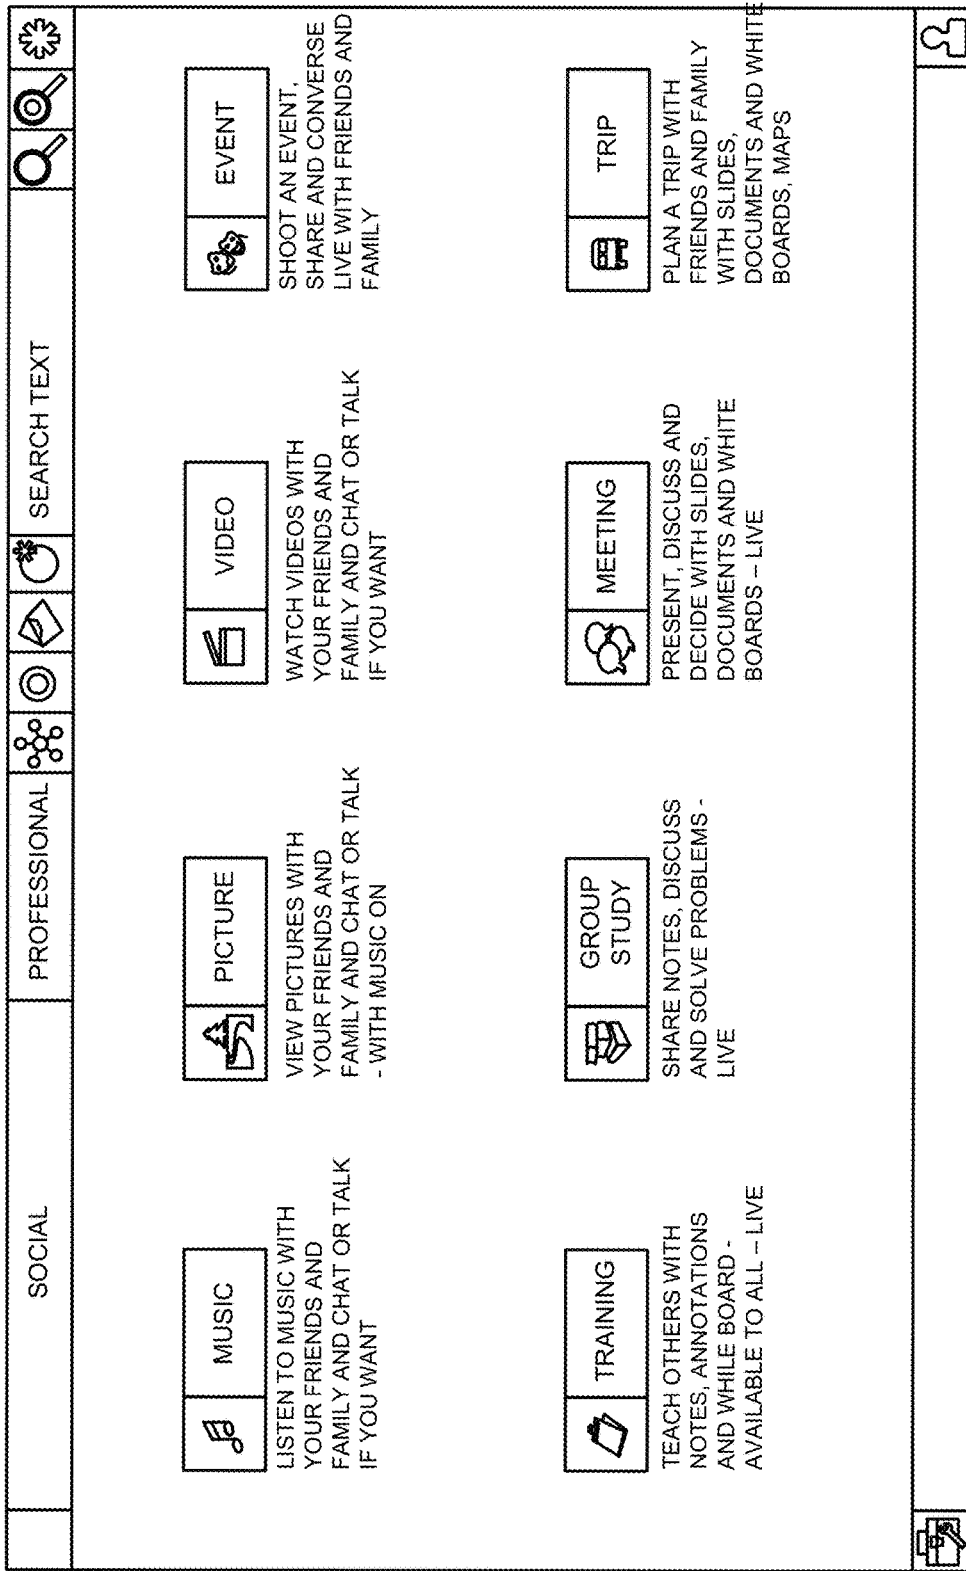 SOCIAL
PROFESSIONAL
SEARCH TEXT
MUSIC
LISTEN TO MUSIC WITH
YOUR FRIENDS AND
FAMILY AND CHAT OR TALK
IF YOU WANT
PICTURE
VIEW PICTURES WITH
YOUR FRIENDS AND
FAMILY AND CHAT OR TALK
- WITH MUSIC ON
VIDEO
WATCH VIDEOS WITH
YOUR FRIENDS AND
FAMILY AND CHAT OR TALK
IF YOU WANT
EVENT
SHOOT AN EVENT,
SHARE AND CONVERSE
LIVE WITH FRIENDS AND
FAMILY
TRAINING
TEACH OTHERS WITH
NOTES, ANNOTATIONS
AND WHILE BOARD -
AVAILABLE TO ALL – LIVE
GROUP
STUDY
SHARE NOTES, DISCUSS
AND SOLVE PROBLEMS -
LIVE
MEETING
PRESENT, DISCUSS AND
DECIDE WITH SLIDES,
DOCUMENTS AND WHITE
BOARDS – LIVE
TRIP
PLAN A TRIP WITH
FRIENDS AND FAMILY
WITH SLIDES,
DOCUMENTS AND WHITE
BOARDS, MAPS